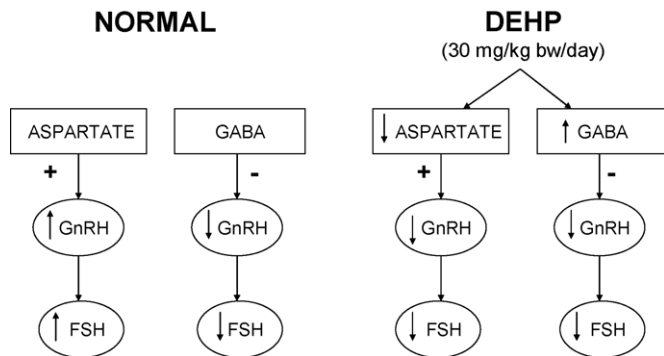 NORMAL
DEHP
(30 mg/kg bw/day)
ASPARTATE
GABA
↓ ASPARTATE
↑ GABA
+
-
+
-
↑ GnRH
↓ GnRH
↓ GnRH
↓ GnRH
↑ FSH
↓ FSH
↓ FSH
↓ FSH